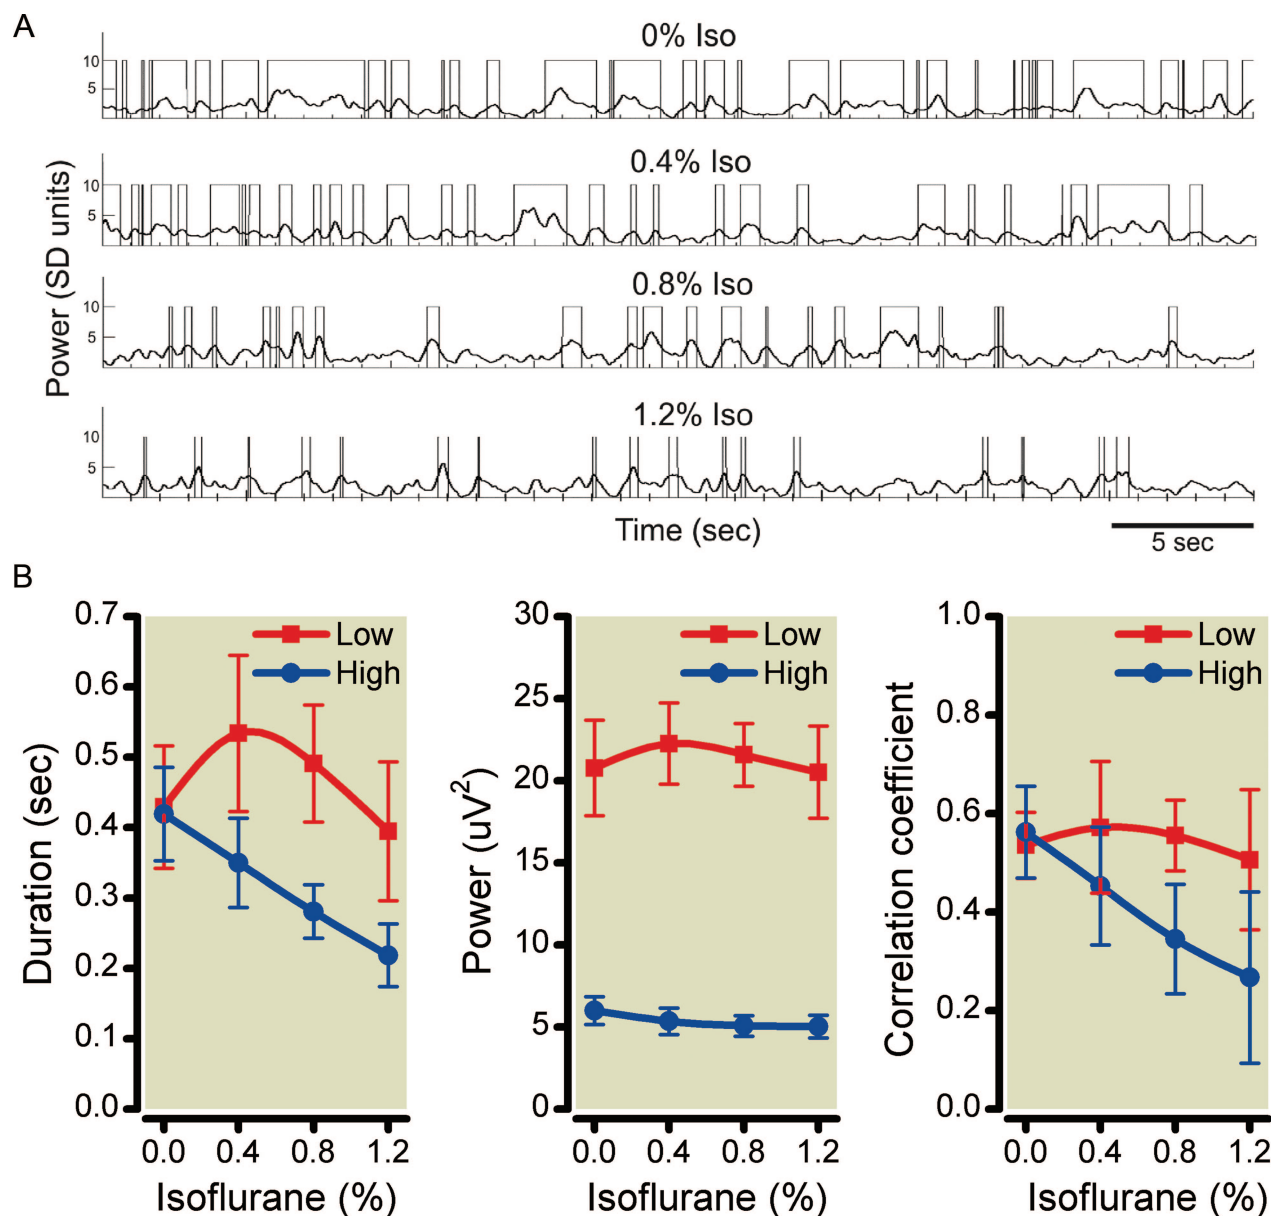 A
0% Iso
10
5
0.4% Iso
10
5
0.8% Iso
10
5
1.2% Iso
10
5
Power (SD units)
Time (sec)
5 sec
B
0.7
0.6
0.5
0.4
0.3
0.2
0.1
0.0
Duration (sec)
Low
High
0.0 0.4 0.8 1.2
Isoflurane (%)
30
25
20
15
10
5
0
Power (uV²)
Low
High
0.0 0.4 0.8 1.2
Isoflurane (%)
1.0
0.8
0.6
0.4
0.2
0.0
Correlation coefficient
Low
High
0.0 0.4 0.8 1.2
Isoflurane (%)